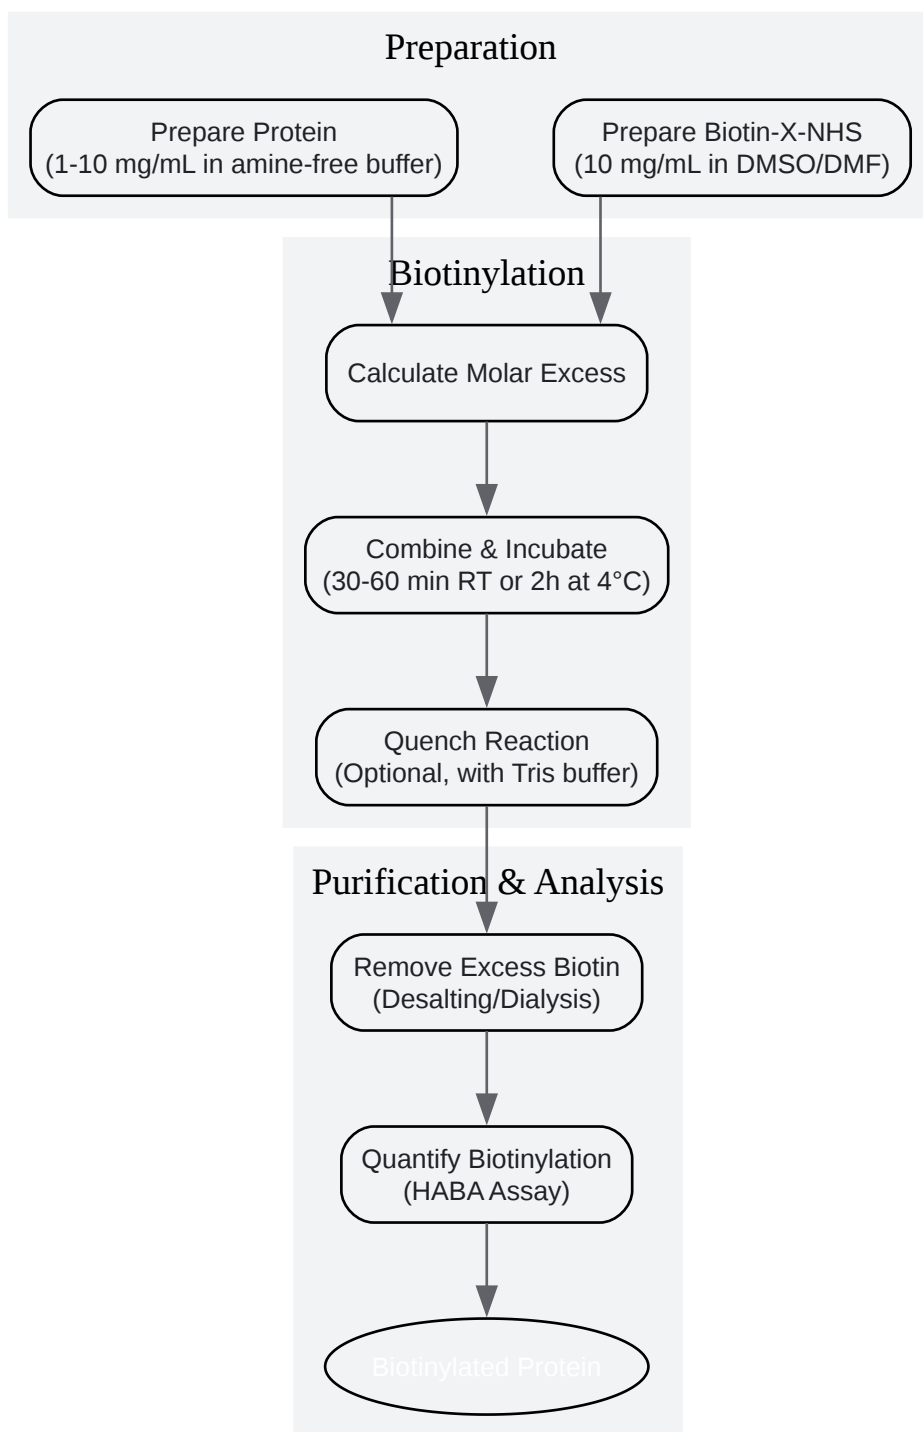 Preparation
Prepare Protein
(1-10 mg/mL in amine-free buffer)
Prepare Biotin-X-NHS
(10 mg/mL in DMSO/DMF)
Biotinylation
Calculate Molar Excess
Combine & Incubate
(30-60 min RT or 2h at 4°C)
Quench Reaction
(Optional, with Tris buffer)
Purification & Analysis
Remove Excess Biotin
(Desalting/Dialysis)
Quantify Biotinylation
(HABA Assay)
Biotinylated Protein